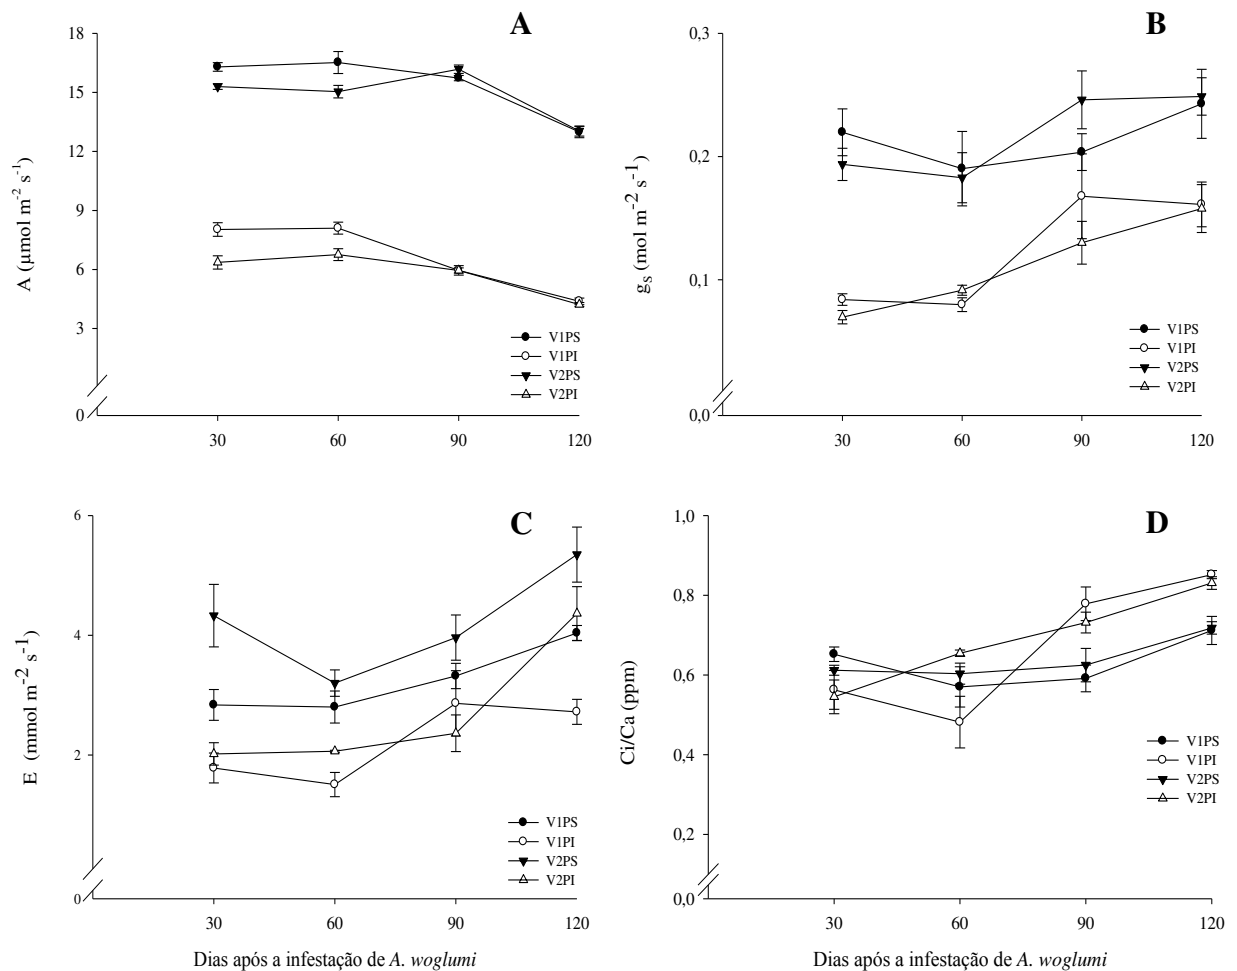 A
18
15
12
9
6
3
0
A (µmol m⁻² s⁻¹)
30 60 90 120
V1PS
V1PI
V2PS
V2PI
B
0,3
0,2
0,1
0,0
gs (mol m⁻² s⁻¹)
30 60 90 120
V1PS
V1PI
V2PS
V2PI
C
6
4
2
0
E (mmol m⁻² s⁻¹)
30 60 90 120
V1PS
V1PI
V2PS
V2PI
Dias após a infestação de A. woglumi
D
1,0
0,8
0,6
0,4
0,2
0,0
Ci/Ca (ppm)
30 60 90 120
V1PS
V1PI
V2PS
V2PI
Dias após a infestação de A. woglumi